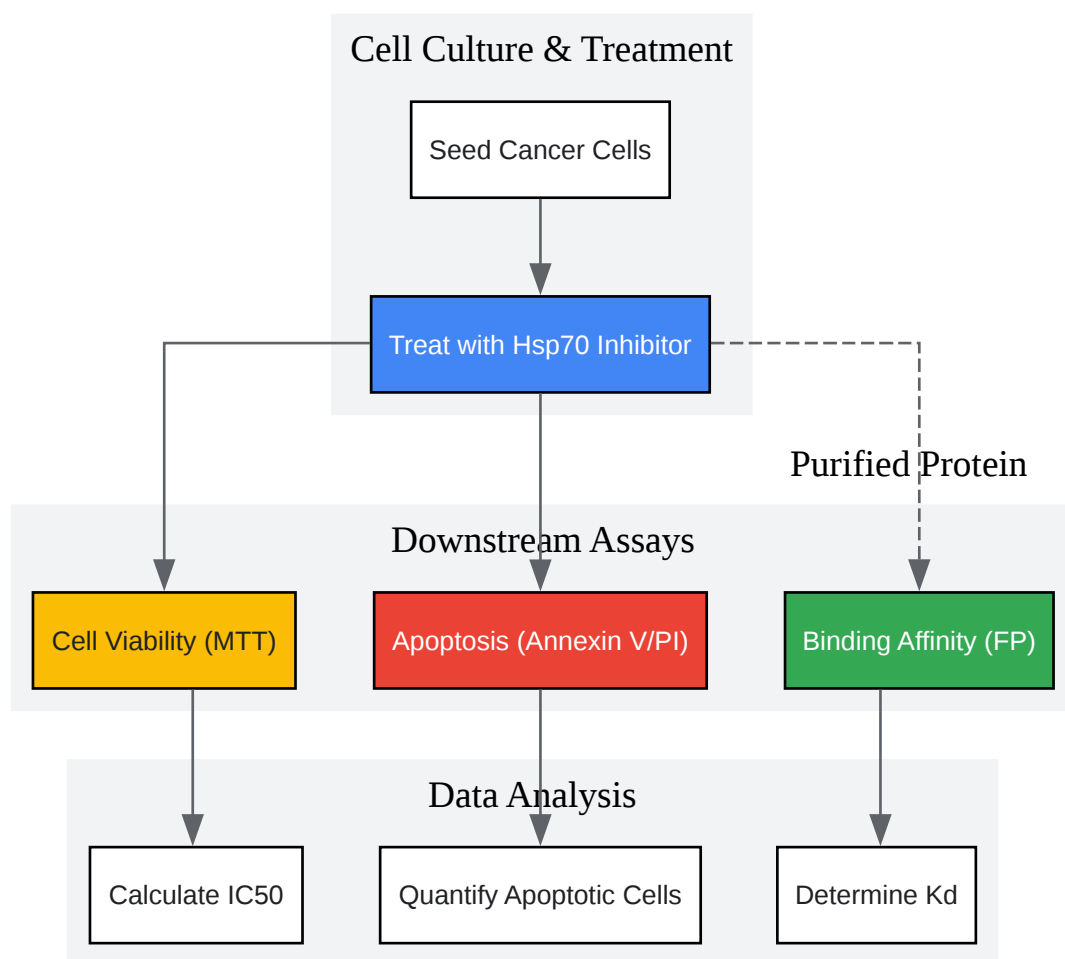 Cell Culture & Treatment
Seed Cancer Cells
Treat with Hsp70 Inhibitor
Purified Protein
Downstream Assays
Cell Viability (MTT)
Apoptosis (Annexin V/PI)
Binding Affinity (FP)
Data Analysis
Calculate IC50
Quantify Apoptotic Cells
Determine Kd